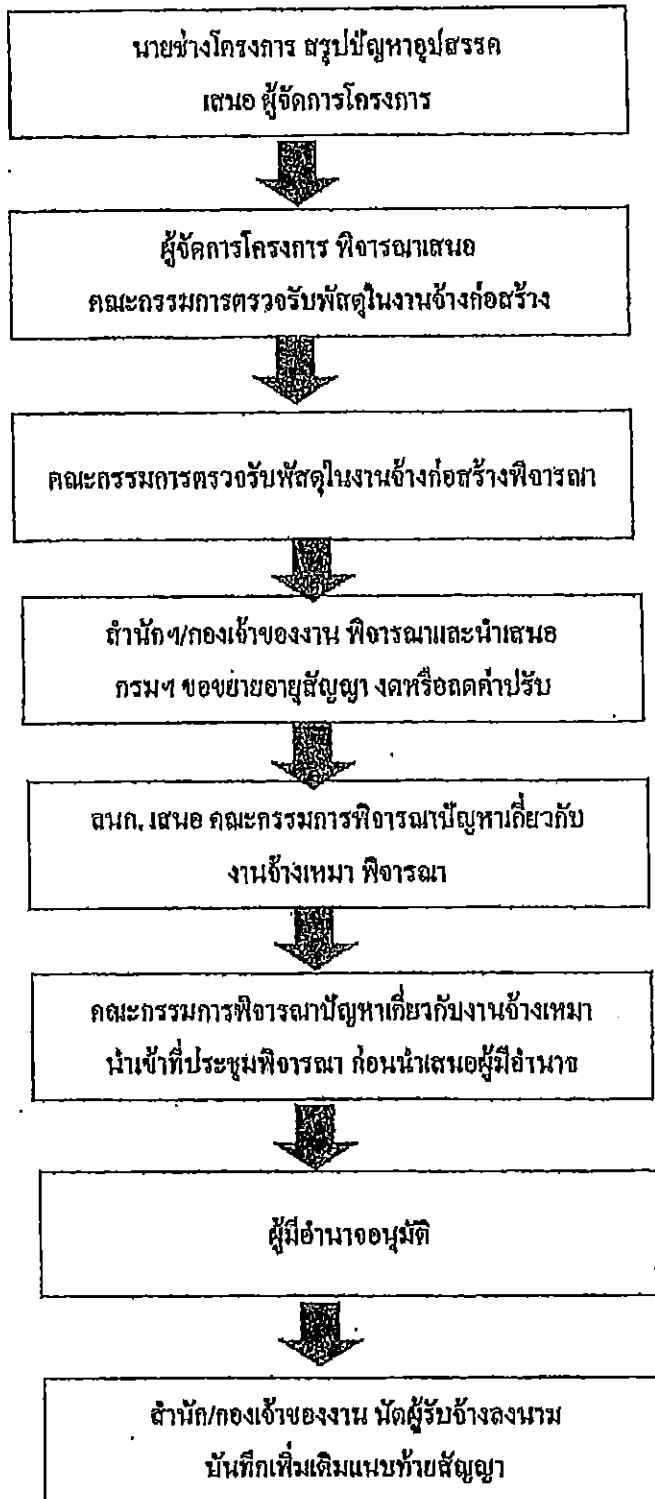 นายช่างโครงการ สรุปปัญหาอุปสรรค
เสนอ ผู้จัดการโครงการ
ผู้จัดการโครงการ พิจารณาเสนอ
คณะกรรมการตรวจรับพัสดุในงานจ้างก่อสร้าง
คณะกรรมการตรวจรับพัสดุในงานจ้างก่อสร้างพิจารณา
สำนักฯ/กองเจ้าของงาน พิจารณาและนำเสนอ
กรมฯ ขอขยายอายุสัญญา งดหรือลดค่าปรับ
สนก. เสนอ คณะกรรมการพิจารณาปัญหาเกี่ยวกับ
งานจ้างเหมา พิจารณา
คณะกรรมการพิจารณาปัญหาเกี่ยวกับงานจ้างเหมา
นำเข้าที่ประชุมพิจารณา ก่อนนำเสนอผู้มีอำนาจ
ผู้มีอำนาจอนุมัติ
สำนัก/กองเจ้าของงาน นัดผู้รับจ้างลงนาม
บันทึกเพิ่มเติมแนบท้ายสัญญา